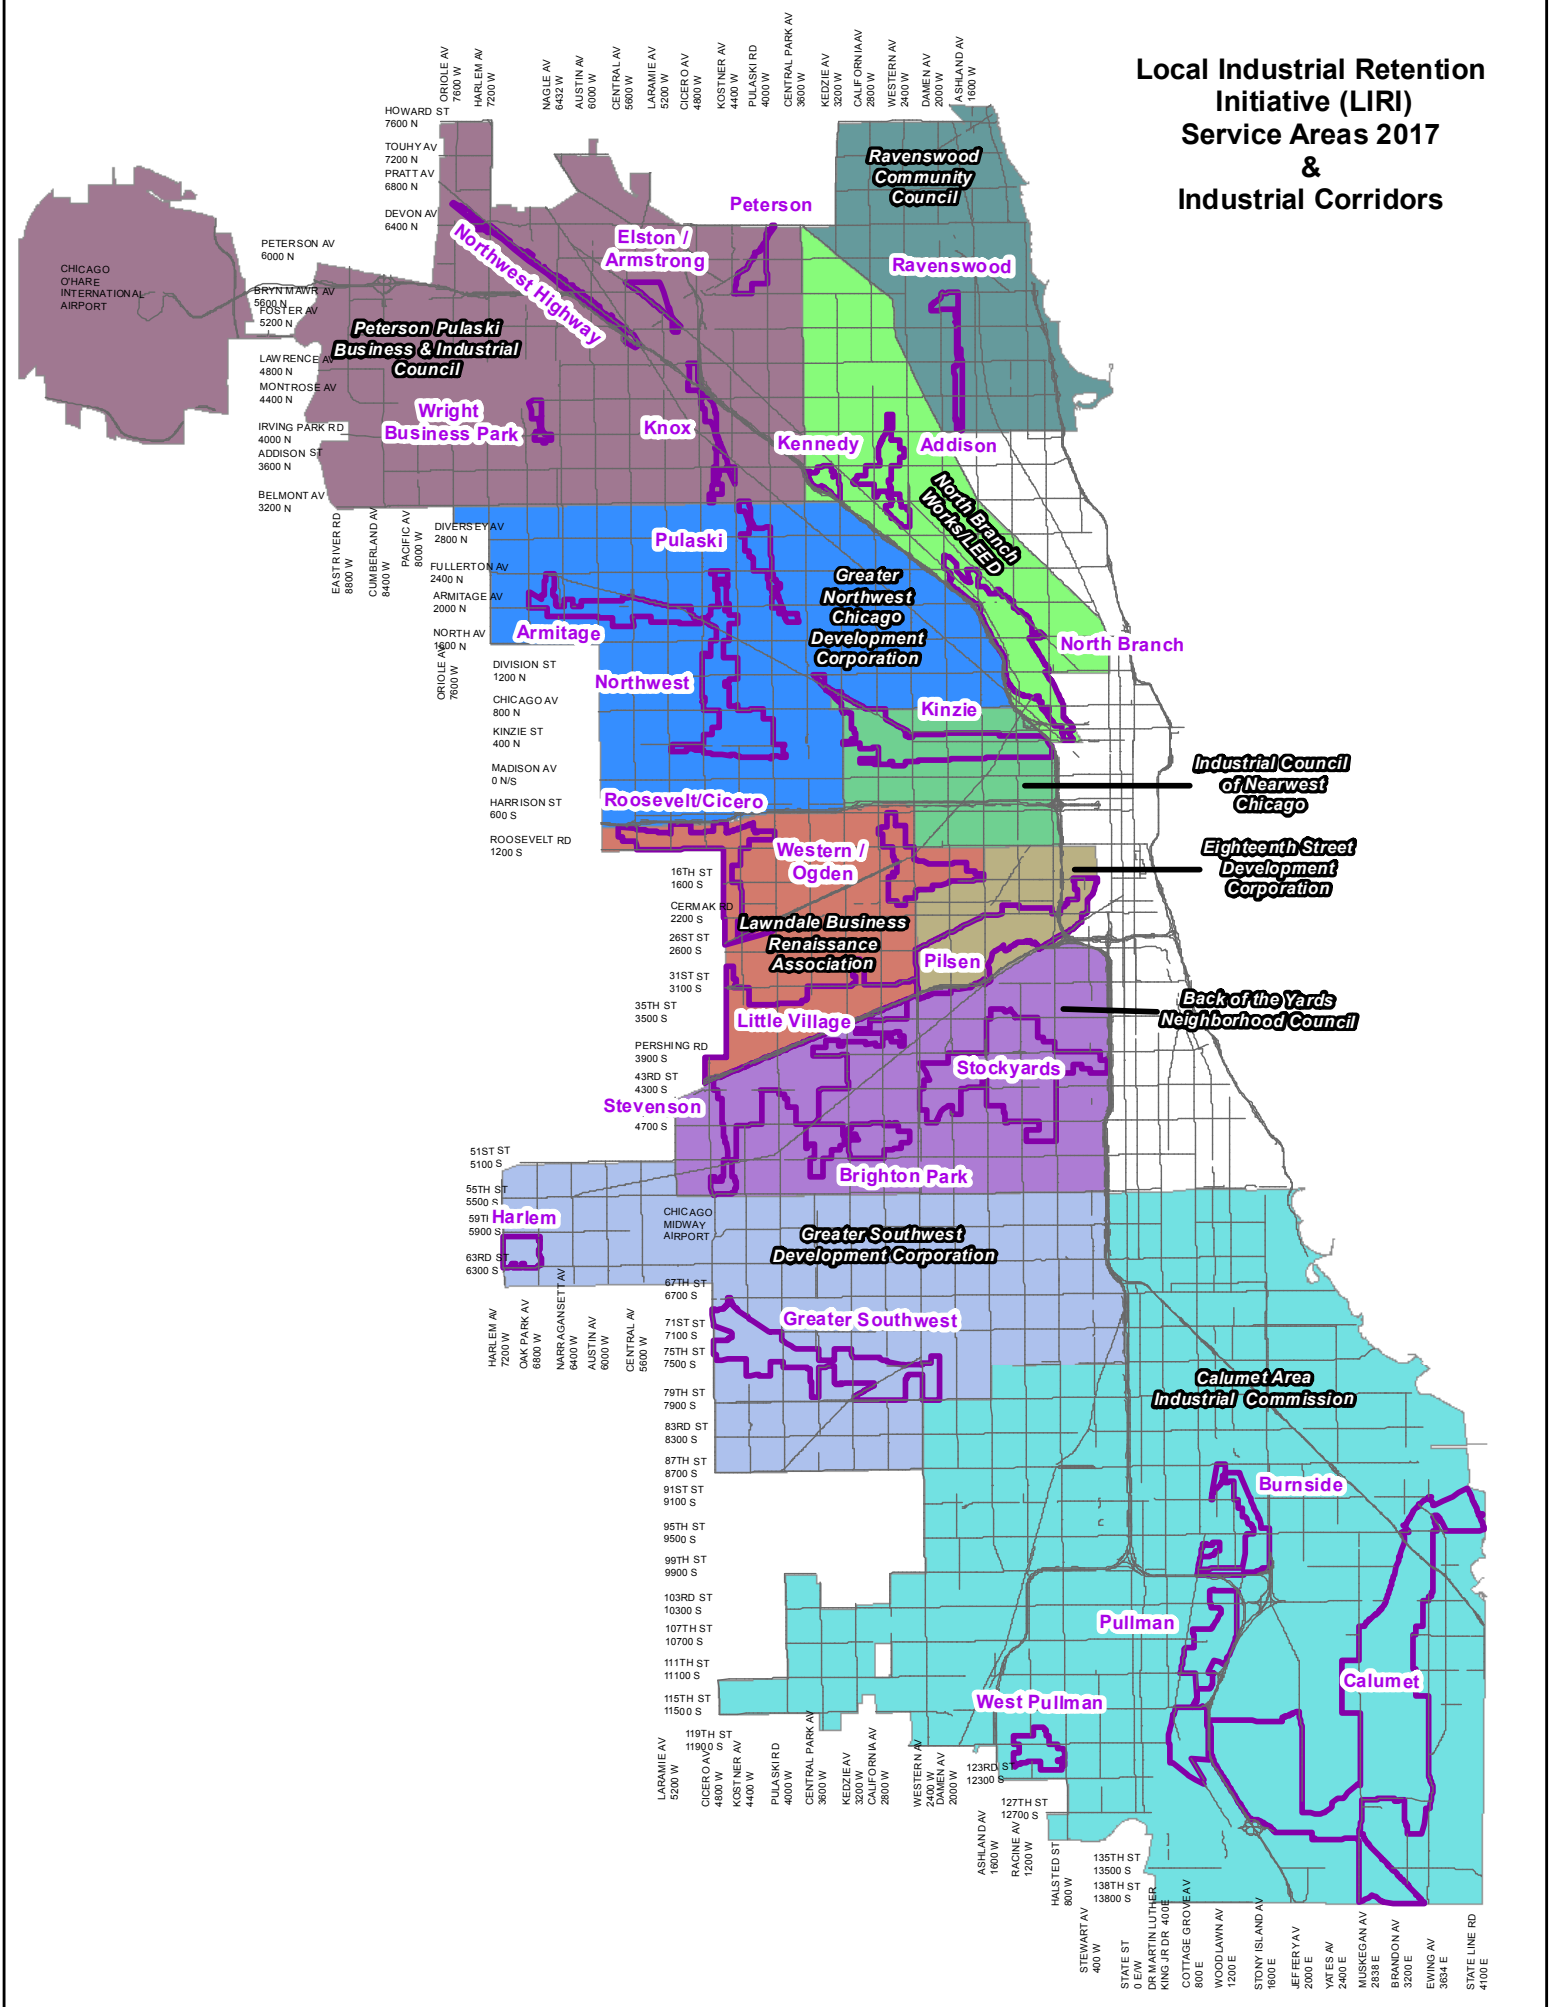 Local Industrial Retention
Initiative (LIRI)
Service Areas 2017
&
Industrial Corridors
ORIOLE AV
7600 W
HARLEM AV
7200 W
NAGLE AV
6432 W
AUSTIN AV
6000 W
CENTRAL AV
5600 W
LARAMIE AV
5200 W
CICERO AV
4800 W
KOSTNER AV
4400 W
PULASKI RD
4000 W
CENTRAL PARK AV
3600 W
KEDZIE AV
3200 W
CALIFORNIA AV
2800 W
WESTERN AV
2400 W
DAMEN AV
2000 W
ASHLAND AV
1600 W
HOWARD ST
7600 N
TOUHY AV
7200 N
PRATT AV
6800 N
DEVON AV
6400 N
PETERSON AV
6000 N
BRYN MAWR AV
5600 N
FOSTER AV
5200 N
LAWRENCE AV
4800 N
MONTROSE AV
4400 N
IRVING PARK RD
4000 N
ADDISON ST
3600 N
BELMONT AV
3200 N
CHICAGO
O'HARE
INTERNATIONAL
AIRPORT
Ravenswood
Community
Council
Peterson
Elston /
Armstrong
Northwest Highway
Ravenswood
Peterson Pulaski
Business & Industrial
Council
Wright
Business Park
Knox
Kennedy
Addison
North Branch
Works/LEED
EAST RIVER RD
8800 W
CUMBERLAND AV
8400 W
PACIFIC AV
8000 W
DIVERSEY AV
2800 N
FULLERTON AV
2400 N
ARMITAGE AV
2000 N
NORTH AV
1600 N
ORIOLE AV
7600 W
DIVISION ST
1200 N
CHICAGO AV
800 N
KINZIE ST
400 N
MADISON AV
0 N/S
HARRISON ST
600 S
ROOSEVELT RD
1200 S
Pulaski
Greater
Northwest
Chicago
Development
Corporation
Armitage
North Branch
Northwest
Kinzie
Industrial Council
of Nearwest
Chicago
Roosevelt/Cicero
Western /
Ogden
Eighteenth Street
Development
Corporation
16TH ST
1600 S
CERMAK RD
2200 S
26ST ST
2600 S
31ST ST
3100 S
35TH ST
3500 S
PERSHING RD
3900 S
43RD ST
4300 S
4700 S
Lawndale Business
Renaissance
Association
Pilsen
Little Village
Back of the Yards
Neighborhood Council
Stockyards
Stevenson
Brighton Park
51ST ST
5100 S
55TH ST
5500 S
5900 S
63RD ST
6300 S
Harlem
CHICAGO
MIDWAY
AIRPORT
Greater Southwest
Development Corporation
67TH ST
6700 S
71ST ST
7100 S
75TH ST
7500 S
79TH ST
7900 S
83RD ST
8300 S
87TH ST
8700 S
91ST ST
9100 S
95TH ST
9500 S
99TH ST
9900 S
103RD ST
10300 S
107TH ST
10700 S
111TH ST
11100 S
115TH ST
11500 S
119TH ST
11900 S
HARLEM AV
7200 W
OAK PARK AV
6800 W
NARRAGANSETT AV
6400 W
AUSTIN AV
6000 W
CENTRAL AV
5600 W
Greater Southwest
Calumet Area
Industrial Commission
Burnside
Pullman
Calumet
West Pullman
LARAMIE AV
5200 W
CICERO AV
4800 W
KOSTNER AV
4400 W
PULASKI RD
4000 W
CENTRAL PARK AV
3600 W
KEDZIE AV
3200 W
CALIFORNIA AV
2800 W
WESTERN AV
2400 W
DAMEN AV
2000 W
123RD ST
12300 S
127TH ST
12700 S
135TH ST
13500 S
138TH ST
13800 S
ASHLAND AV
1600 W
RACINE AV
1200 W
HALSTED ST
800 W
STEWART AV
400 W
STATE ST
0 E/W
DR MARTIN LUTHER
KING JR DR 400E
COTTAGE GROVE AV
800 E
WOODLAWN AV
1200 E
STONY ISLAND AV
1600 E
JEFFERY AV
2000 E
YATES AV
2400 E
MUSKEGAN AV
2838 E
BRANDON AV
3200 E
EWING AV
3634 E
STATE LINE RD
4100 E